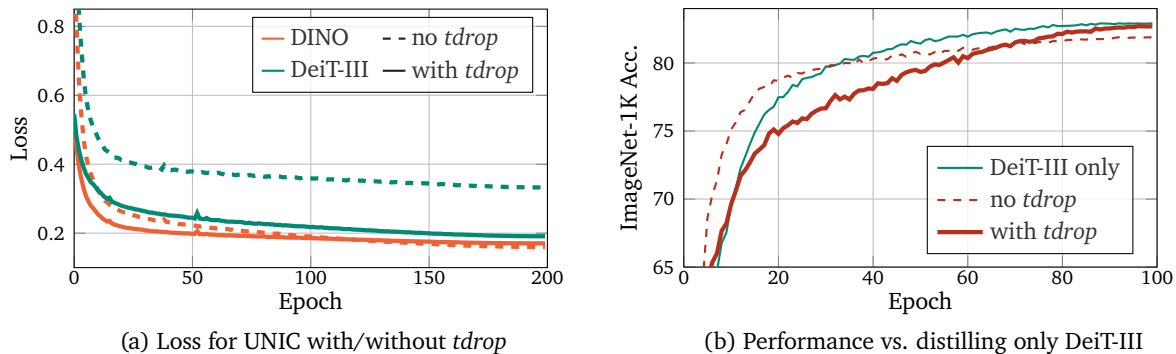 0.8
0.6
0.4
0.2
Loss
0
50
100
150
200
Epoch
DINO
DeiT-III
no tdrop
with tdrop
(a) Loss for UNIC with/without tdrop
80
75
70
65
ImageNet-1K Acc.
0
20
40
60
80
100
Epoch
DeiT-III only
no tdrop
with tdrop
(b) Performance vs. distilling only DeiT-III